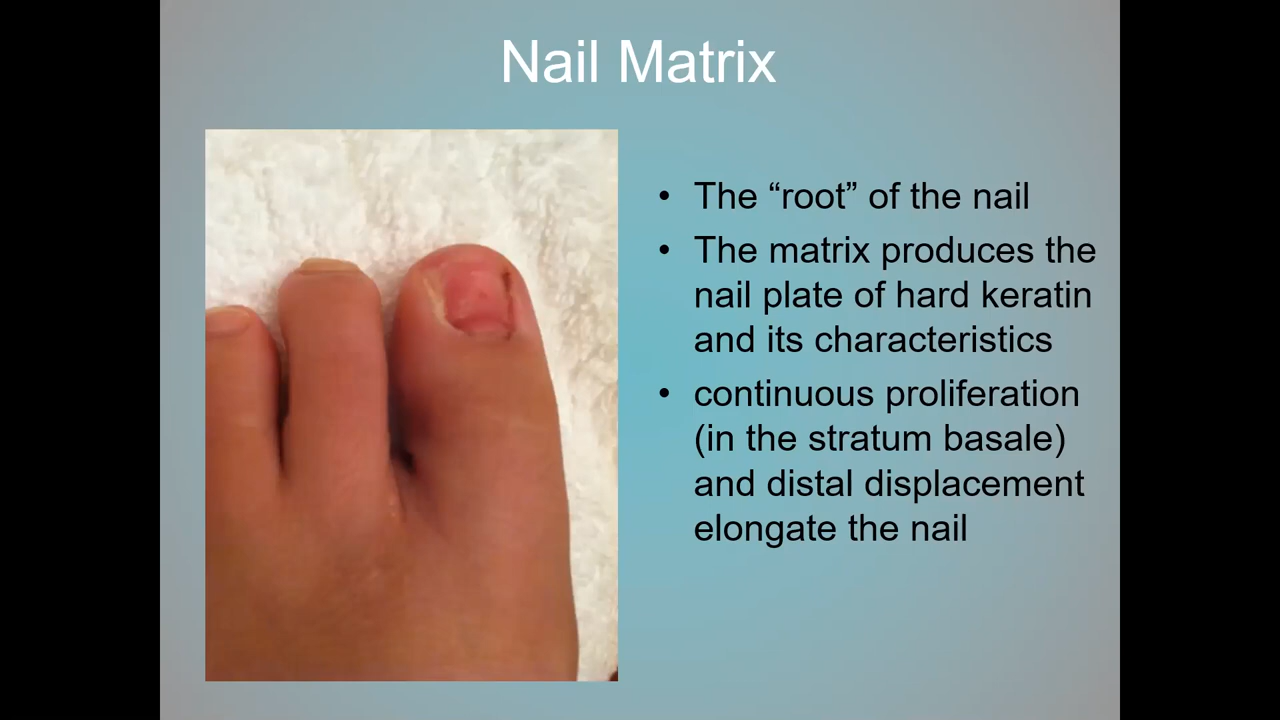 Nail Matrix
• The “root” of the nail
• The matrix produces the
nail plate of hard keratin
and its characteristics
• continuous proliferation
(in the stratum basale)
and distal displacement
elongate the nail